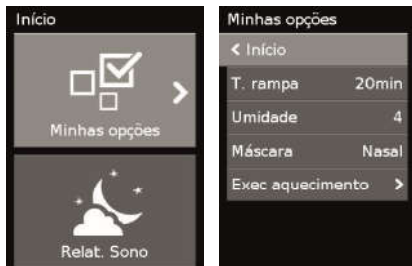 Início
Minhas opções
Relat. Sono
Minhas opções
Início
T. rampa 20min
Umidade 4
Máscara Nasal
Exec aquecimento